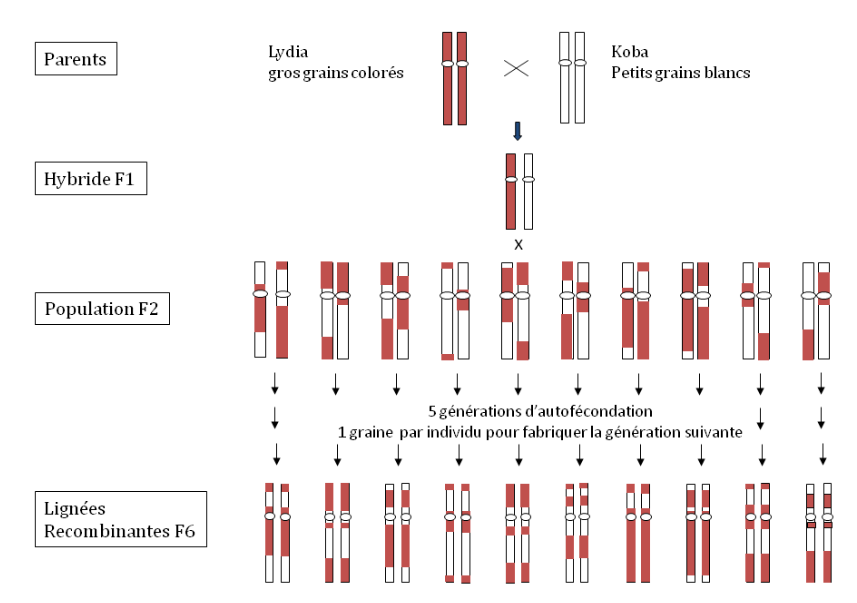 Parents
Lydia
gros grains colorés
Koba
Petits grains blancs
Hybride F1
X
Population F2
5 générations d'autofécondation
1 graine par individu pour fabriquer la génération suivante
Lignées
Recombinantes F6